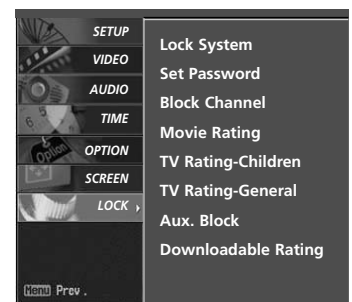 SETUP
VIDEO
AUDIO
TIME
OPTION
SCREEN
LOCK
Lock System
Set Password
Block Channel
Movie Rating
TV Rating-Children
TV Rating-General
Aux. Block
Downloadable Rating
Menu Prev.